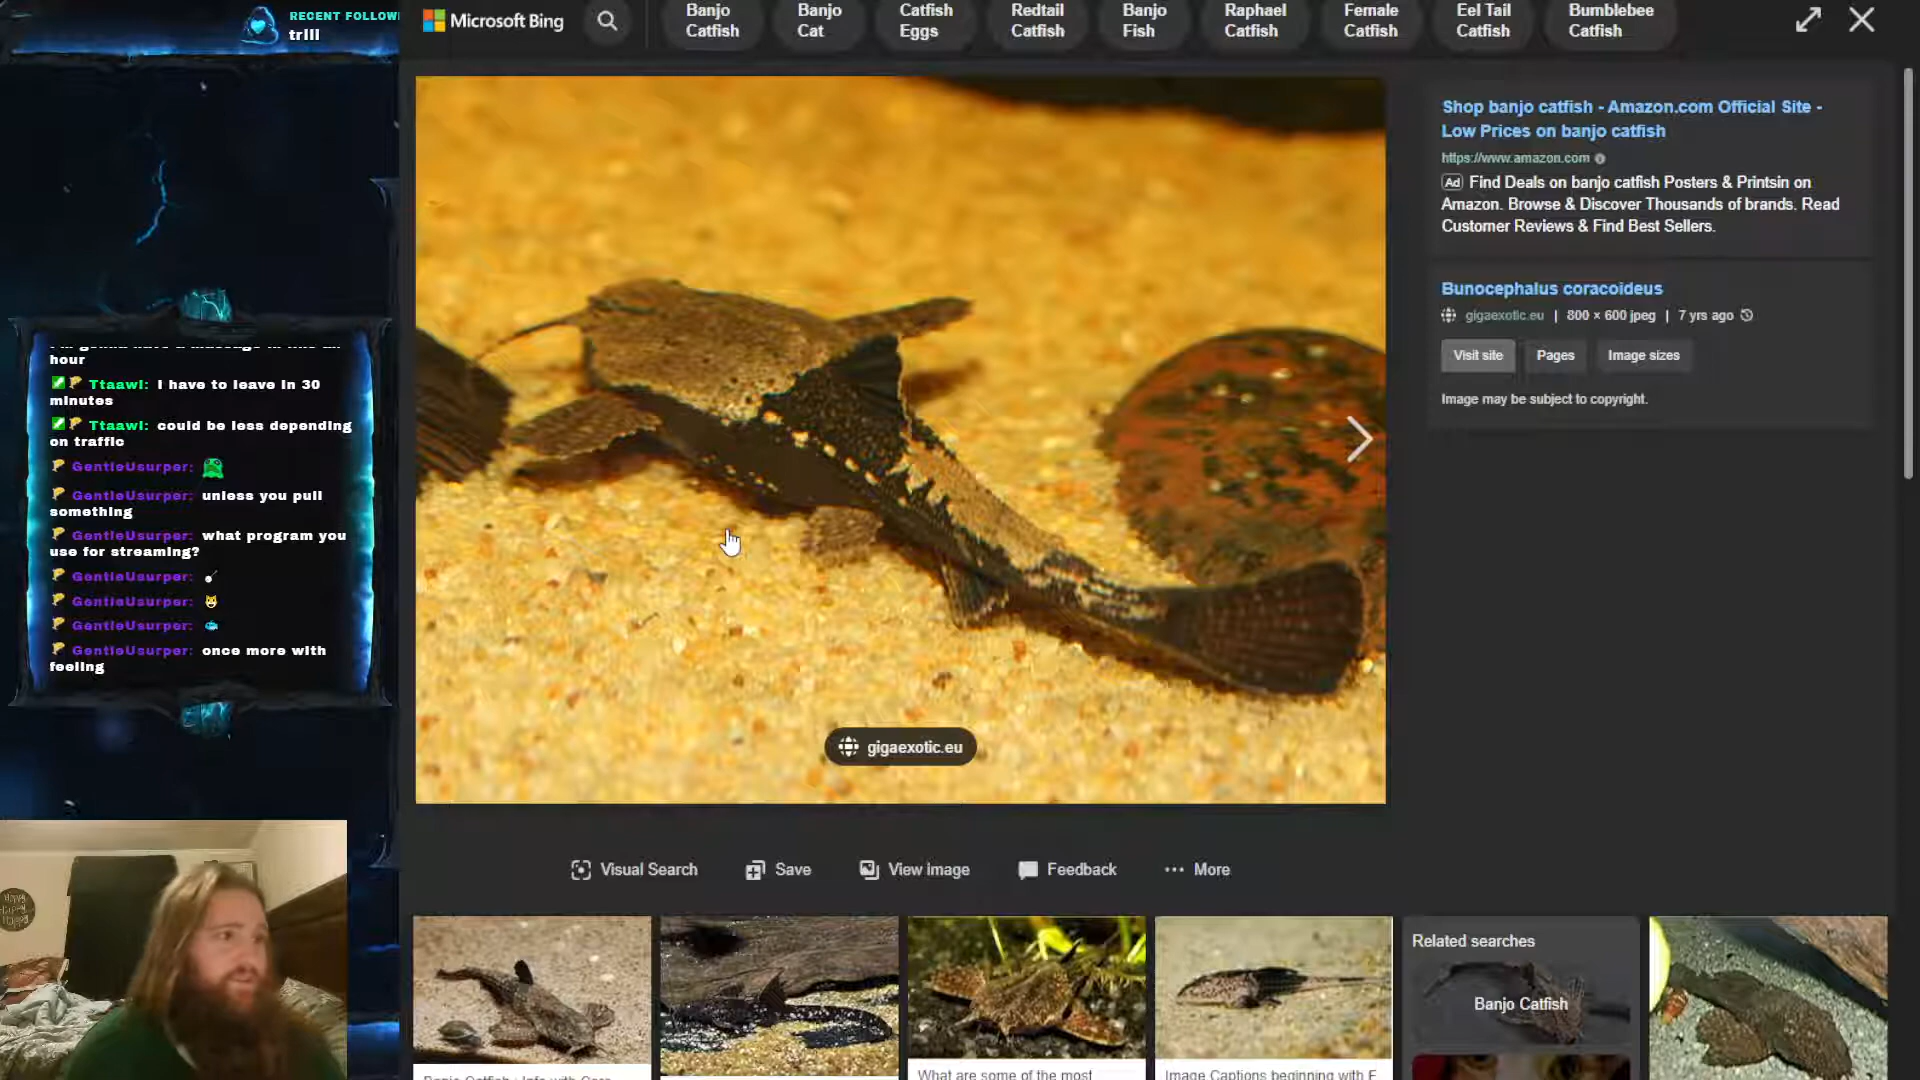 RECENT FOLLOW
trill
Microsoft Bing
Banjo
Catfish
Banjo
Cat
Catfish
Eggs
Redtail
Catfish
Banjo
Fish
Raphael
Catfish
Female
Catfish
Eel Tail
Catfish
Bumblebee
Catfish
hour
Ttaawi: I have to leave in 30
minutes
Ttaawi: could be less depending
on traffic
GentleUsurper:
GentleUsurper: unless you pull
something
GentleUsurper: what program you
use for streaming?
GentleUsurper:
GentleUsurper:
GentleUsurper:
GentleUsurper: once more with
feeling
gigaexotic.eu
Shop banjo catfish - Amazon.com Official Site -
Low Prices on banjo catfish
https://www.amazon.com
Ad Find Deals on banjo catfish Posters & Printsin on
Amazon. Browse & Discover Thousands of brands. Read
Customer Reviews & Find Best Sellers.
Bunocephalus coracoideus
gigaexotic.eu | 800 × 600 jpeg | 7 yrs ago
Visit site
Pages
Image sizes
Image may be subject to copyright.
Visual Search
Save
View image
Feedback
More
Related searches
Banjo Catfish
What are some of the most
Image Captions beginning with F